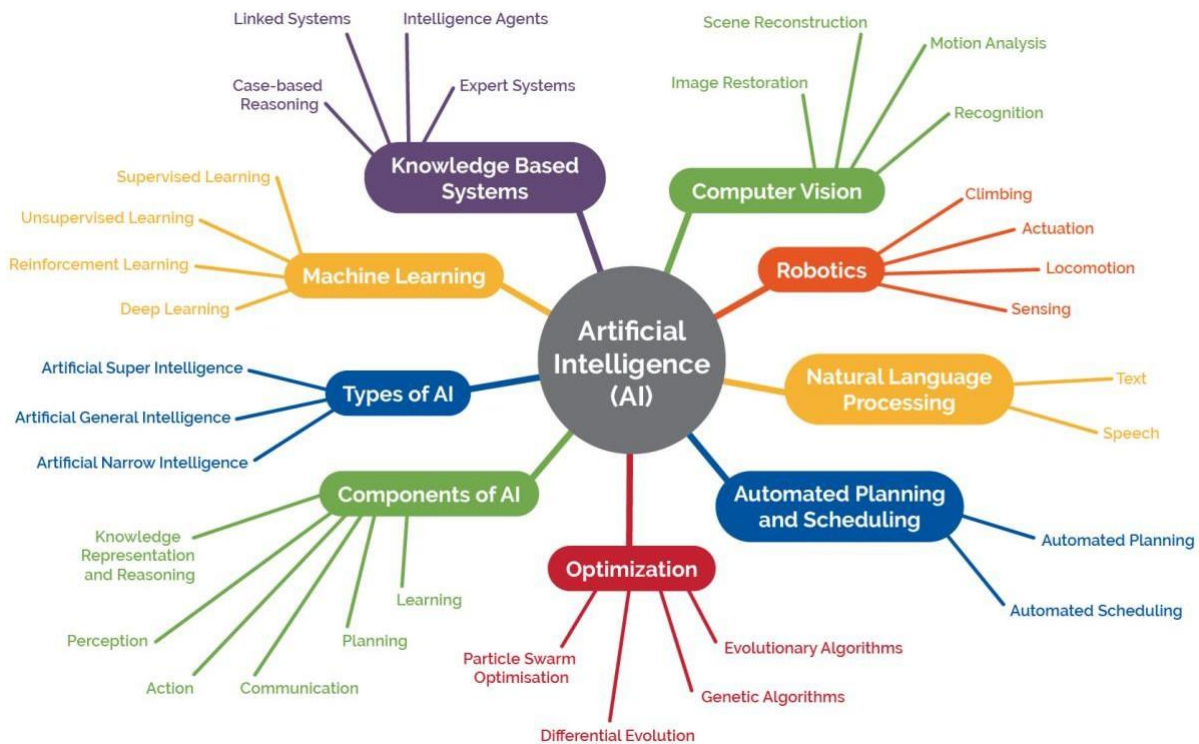 Linked Systems
Intelligence Agents
Case-based
Reasoning
Expert Systems
Knowledge Based
Systems
Scene Reconstruction
Motion Analysis
Image Restoration
Recognition
Computer Vision
Supervised Learning
Unsupervised Learning
Reinforcement Learning
Deep Learning
Machine Learning
Climbing
Actuation
Locomotion
Sensing
Robotics
Artificial
Intelligence
(AI)
Artificial Super Intelligence
Artificial General Intelligence
Artificial Narrow Intelligence
Types of AI
Natural Language
Processing
Text
Speech
Components of AI
Knowledge
Representation
and Reasoning
Perception
Action
Communication
Planning
Learning
Optimization
Particle Swarm
Optimisation
Differential Evolution
Genetic Algorithms
Evolutionary Algorithms
Automated Planning
and Scheduling
Automated Planning
Automated Scheduling